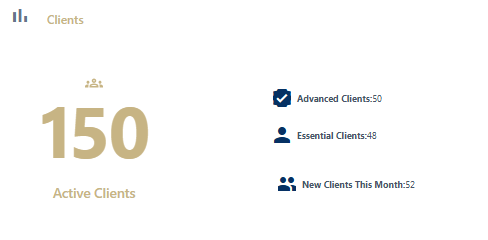 Clients
150
Active Clients
Advanced Clients:50
Essential Clients:48
New Clients This Month:52